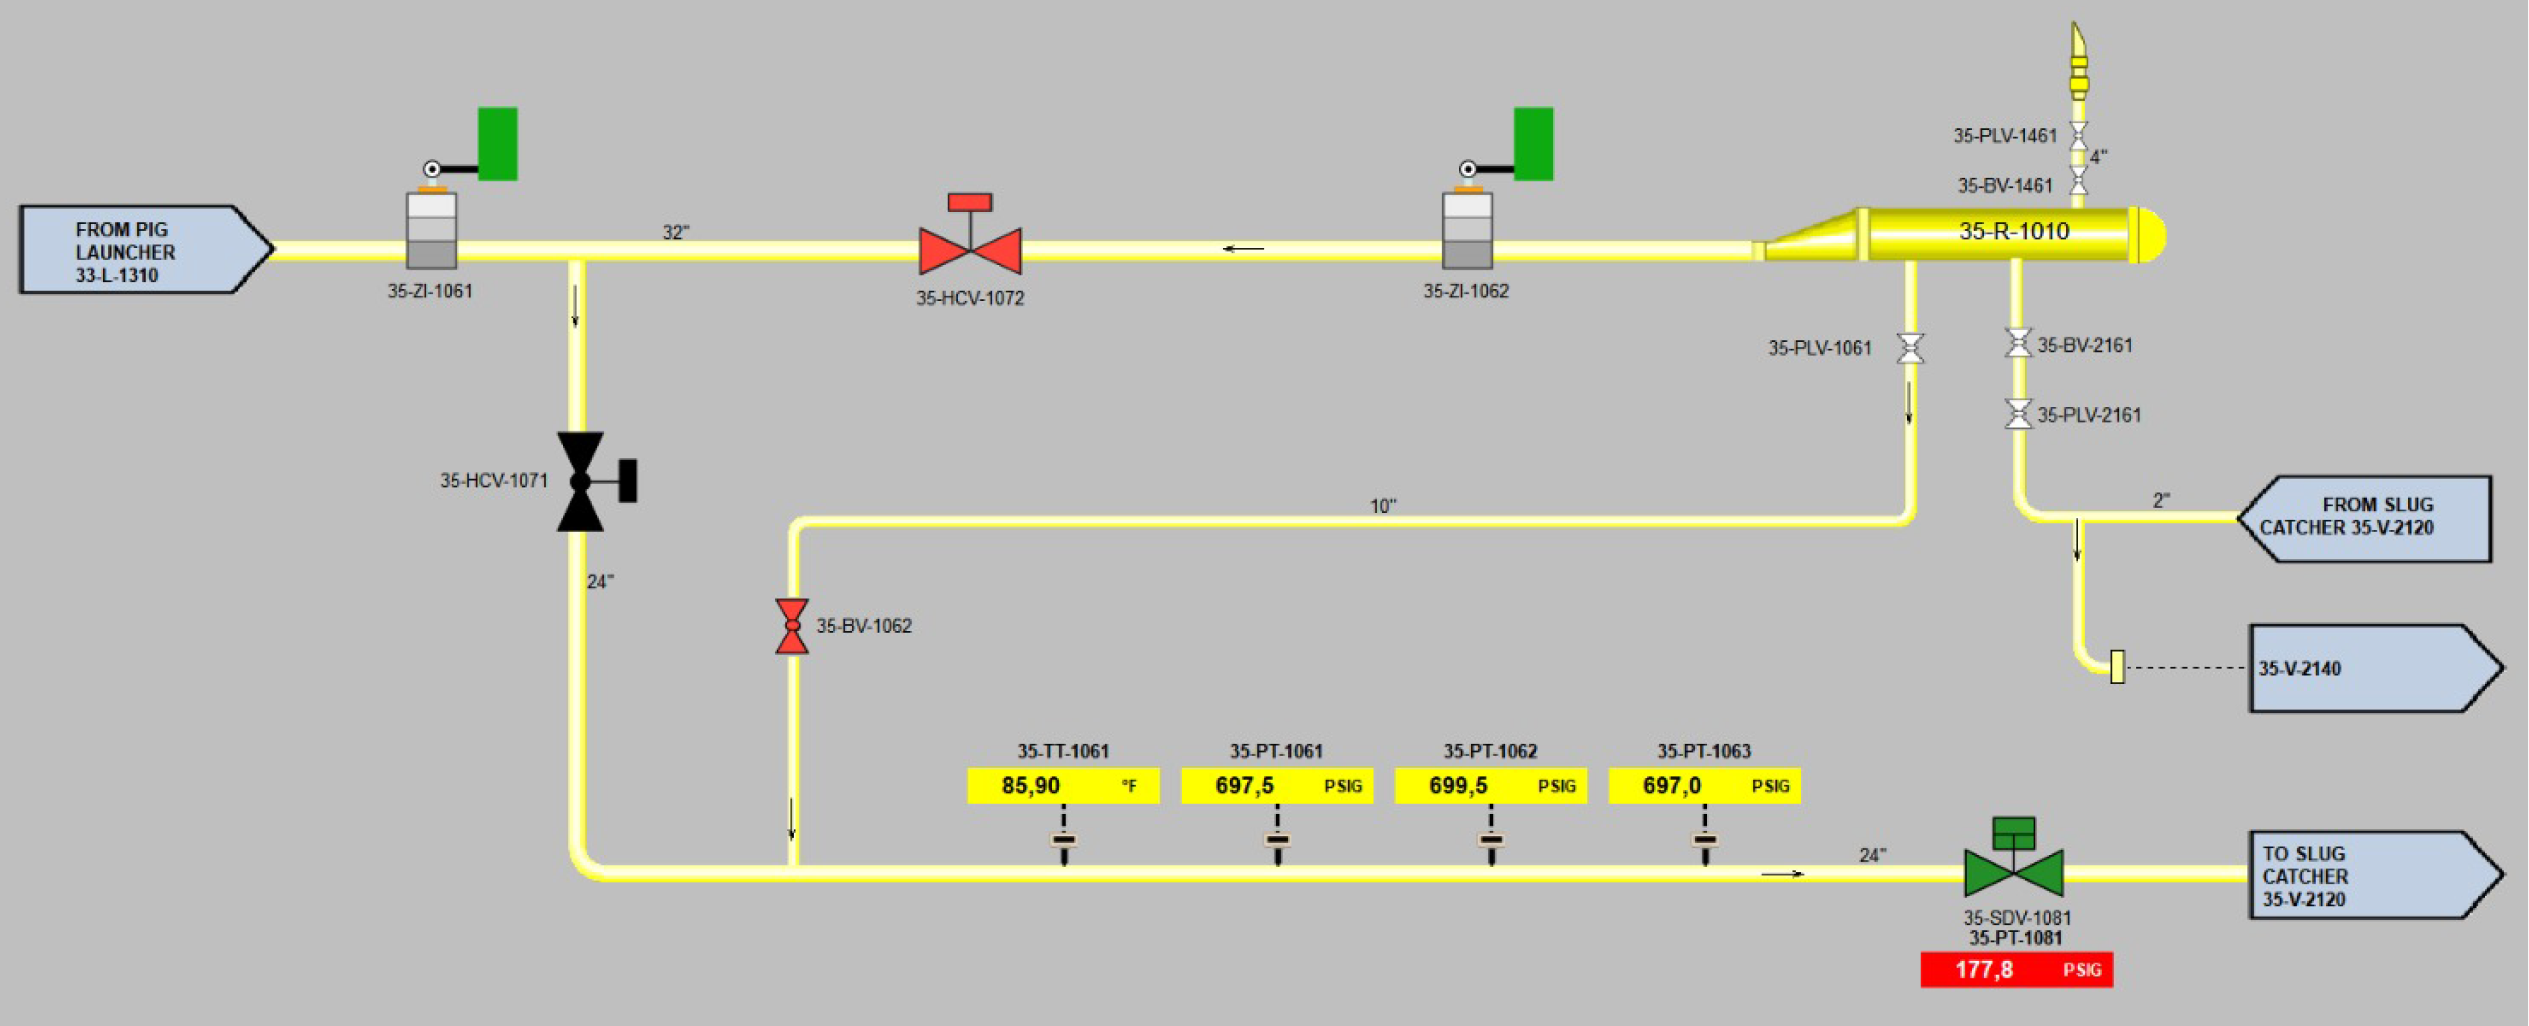 35-PLV-1461
4"
35-BV-1461
FROM PIG
LAUNCHER
33-L-1310
32"
35-R-1010
35-ZI-1061
35-HCV-1072
35-ZI-1062
35-PLV-1061
35-BV-2161
35-PLV-2161
35-HCV-1071
10"
2"
FROM SLUG
CATCHER 35-V-2120
24"
35-BV-1062
35-V-2140
35-TT-1061
35-PT-1061
35-PT-1062
35-PT-1063
85,90 °F
697,5 PSIG
699,5 PSIG
697,0 PSIG
24"
TO SLUG
CATCHER
35-V-2120
35-SDV-1081
35-PT-1081
177,8 PSIG